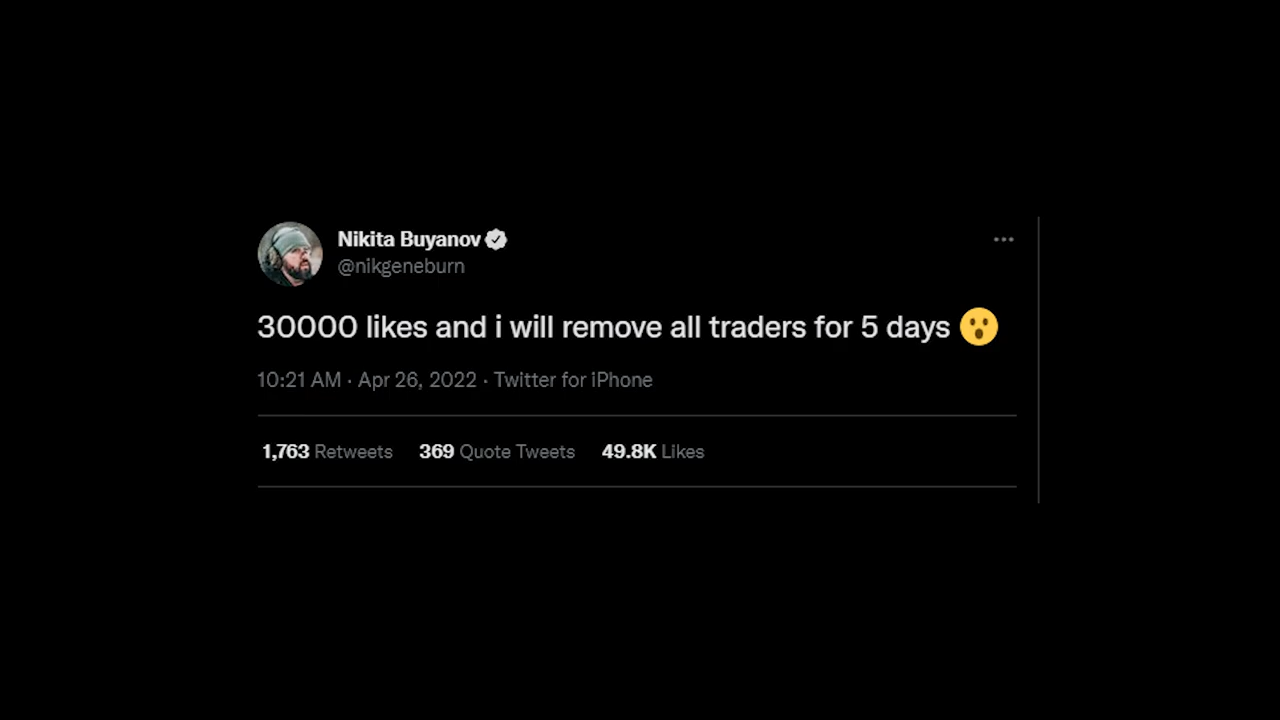 Nikita Buyanov
@nikgeneburn
30000 likes and i will remove all traders for 5 days 😮
10:21 AM · Apr 26, 2022 · Twitter for iPhone
1,763 Retweets 369 Quote Tweets 49.8K Likes